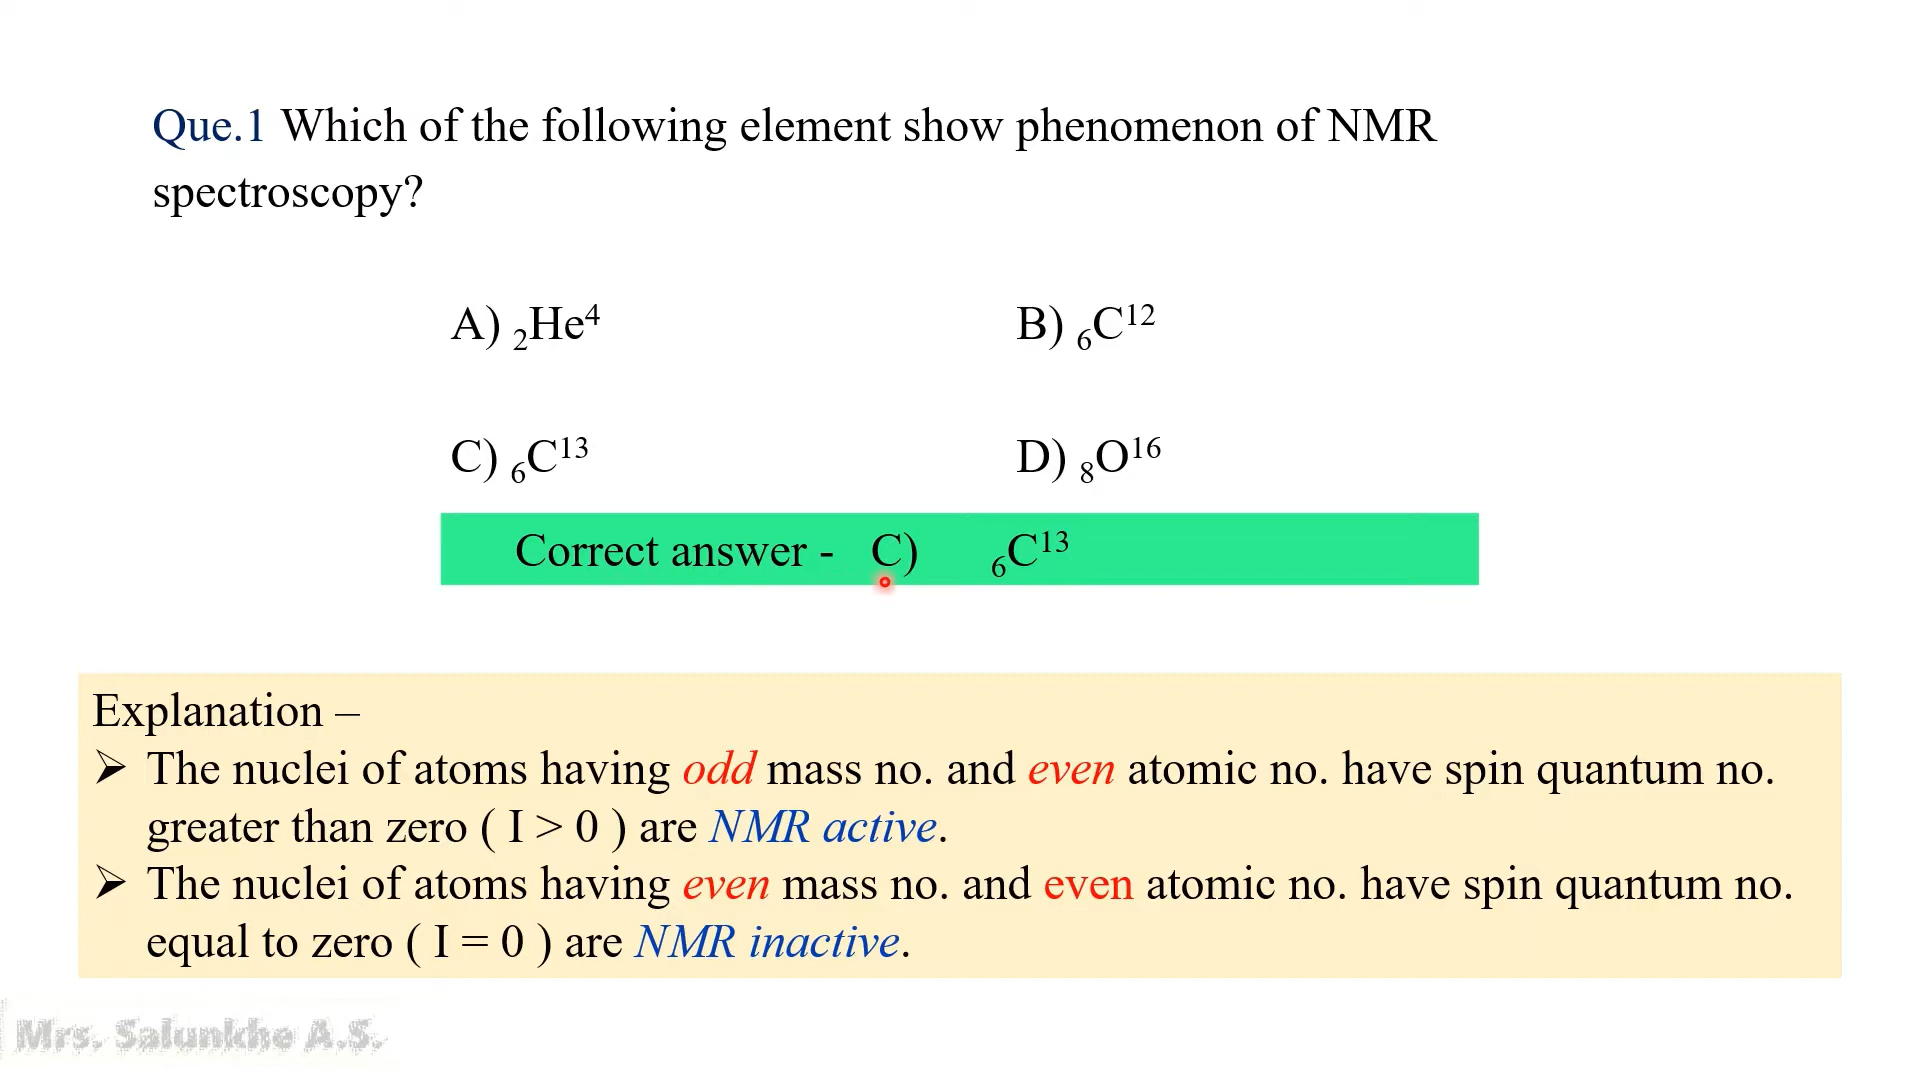 Que.1 Which of the following element show phenomenon of NMR
spectroscopy?
A) ₂He⁴ B) ₆C¹²
C) ₆C¹³ D) ₈O¹⁶
Correct answer - C) ₆C¹³
Explanation –
➢ The nuclei of atoms having odd mass no. and even atomic no. have spin quantum no.
greater than zero ( I > 0 ) are NMR active.
➢ The nuclei of atoms having even mass no. and even atomic no. have spin quantum no.
equal to zero ( I = 0 ) are NMR inactive.
Mrs. Salunkhe A.S.